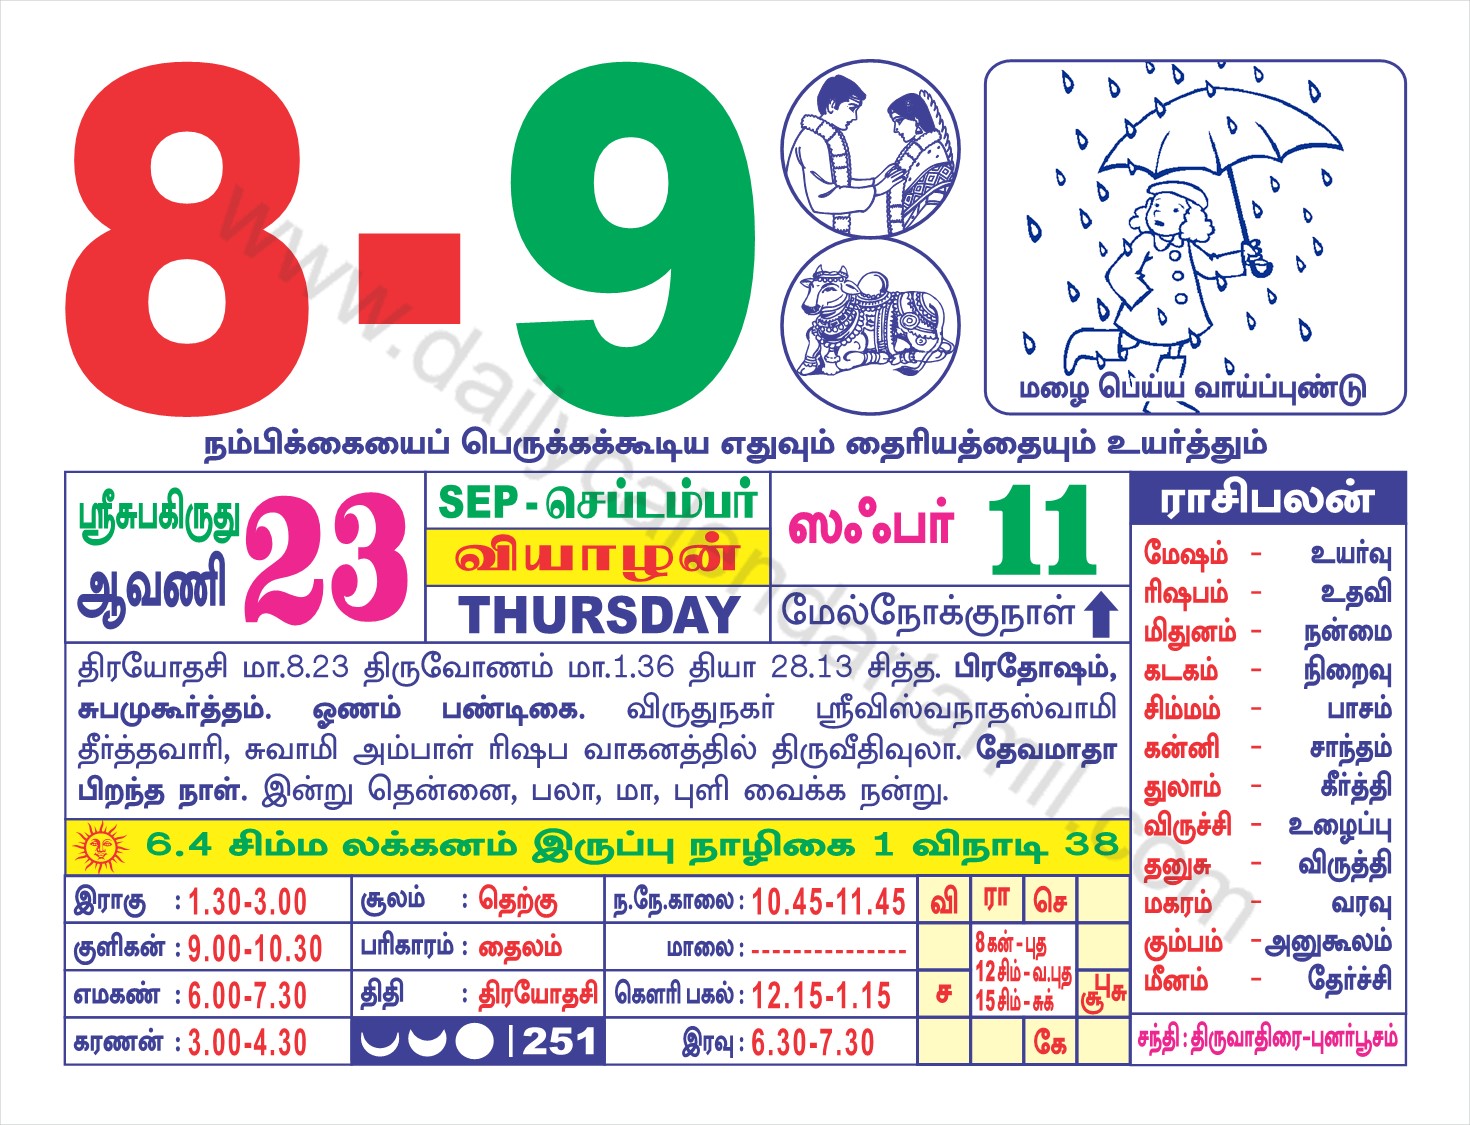 8-9
மழை பெய்ய வாய்ப்புண்டு
நம்பிக்கையைப் பெருக்கக்கூடிய எதுவும் தைரியத்தையும் உயர்த்தும்
ஸ்ரீசுபகிருது
ஆவணி
23
SEP - செப்டம்பர்
வியாழன்
THURSDAY
ஸஃபர் 11
மேல்நோக்குநாள்
திரயோதசி மா.8.23 திருவோணம் மா.1.36 தியா 28.13 சித்த. பிரதோஷம்,
சுபமுகூர்த்தம். ஓணம் பண்டிகை. விருதுநகர் ஸ்ரீவிஸ்வநாதஸ்வாமி
தீர்த்தவாரி, சுவாமி அம்பாள் ரிஷப வாகனத்தில் திருவீதிவுலா. தேவமாதா
பிறந்த நாள். இன்று தென்னை, பலா, மா, புளி வைக்க நன்று.
6.4 சிம்ம லக்கனம் இருப்பு நாழிகை 1 விநாடி 38
இராகு : 1.30-3.00
குளிகன் : 9.00-10.30
எமகண் : 6.00-7.30
கரணன் : 3.00-4.30
சூலம் : தெற்கு
பரிகாரம் : தைலம்
திதி : திரயோதசி
251
ந.நே.காலை : 10.45-11.45
மாலை : --------------
கௌரி பகல் : 12.15-1.15
இரவு : 6.30-7.30
வி ரா செ
8கன் - புத
12சிம் - வ.புத
15சிம் - சுக்
ச
சூபுசு
கே
ராசிபலன்
மேஷம் - உயர்வு
ரிஷபம் - உதவி
மிதுனம் - நன்மை
கடகம் - நிறைவு
சிம்மம் - பாசம்
கன்னி - சாந்தம்
துலாம் - கீர்த்தி
விருச்சி - உழைப்பு
தனுசு - விருத்தி
மகரம் - வரவு
கும்பம் - அனுகூலம்
மீனம் - தேர்ச்சி
சந்தி : திருவாதிரை-புனர்பூசம்
www.dailycalendartamil.com